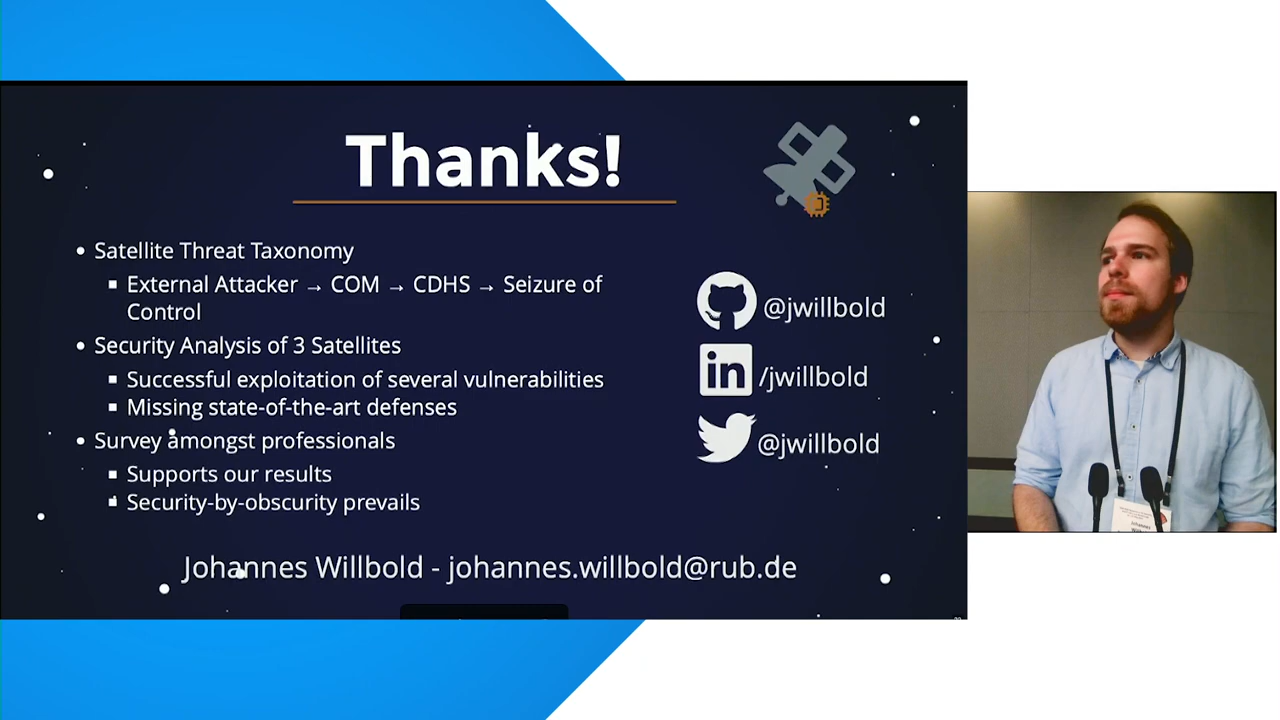 Thanks!
• Satellite Threat Taxonomy
▪ External Attacker → COM → CDHS → Seizure of
Control
• Security Analysis of 3 Satellites
▪ Successful exploitation of several vulnerabilities
▪ Missing state-of-the-art defenses
• Survey amongst professionals
▪ Supports our results
▪ Security-by-obscurity prevails
@jwillbold
in /jwillbold
@jwillbold
Johannes Willbold - johannes.willbold@rub.de
Johannes